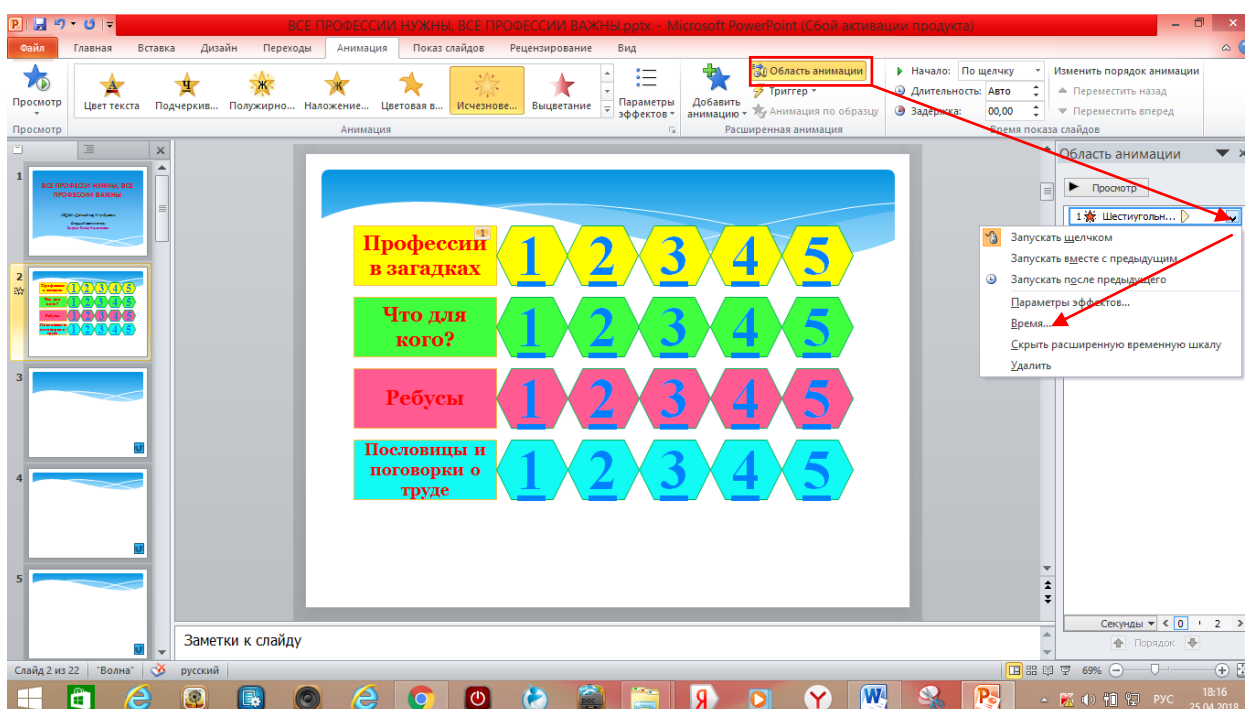 ВСЕ ПРОФЕССИИ НУЖНЫ, ВСЕ ПРОФЕССИИ ВАЖНЫ.pptx - Microsoft PowerPoint (Сбой активации продукта)
Файл Главная Вставка Дизайн Переходы Анимация Показ слайдов Рецензирование Вид
Просмотр
Цвет текста Подчеркив... Полужирно... Наложение... Цветовая в... Исчезнове... Выцветание
Параметры эффектов
Добавить анимацию
Область анимации
Триггер
Анимация по образцу
Начало: По щелчку
Длительность: Авто
Задержка: 00,00
Изменить порядок анимации
Переместить назад
Переместить вперед
Просмотр Анимация Расширенная анимация Время показа слайдов
1
ВСЕ ПРОФЕССИИ НУЖНЫ, ВСЕ
ПРОФЕССИИ ВАЖНЫ
2
3
4
5
1
Профессии
в загадках
1 2 3 4 5
Что для
кого?
1 2 3 4 5
Ребусы
1 2 3 4 5
Пословицы и
поговорки о
труде
1 2 3 4 5
Область анимации
Просмотр
1 Шестиугольн...
Запускать щелчком
Запускать вместе с предыдущим
Запускать после предыдущего
Параметры эффектов...
Время...
Скрыть расширенную временную шкалу
Удалить
Секунды 0 2
Порядок
Заметки к слайду
Слайд 2 из 22 "Волна" русский 69%
РУС
18:16
25.04.2018